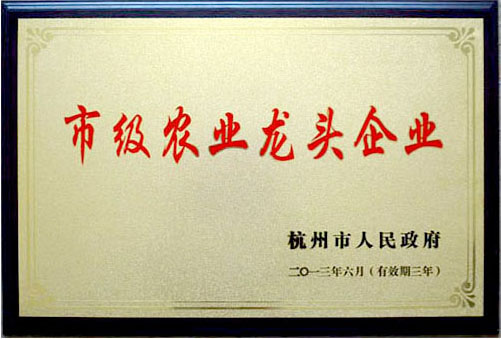 市级农业龙头企业
杭州市人民政府
二〇一三年六月(有效期三年)